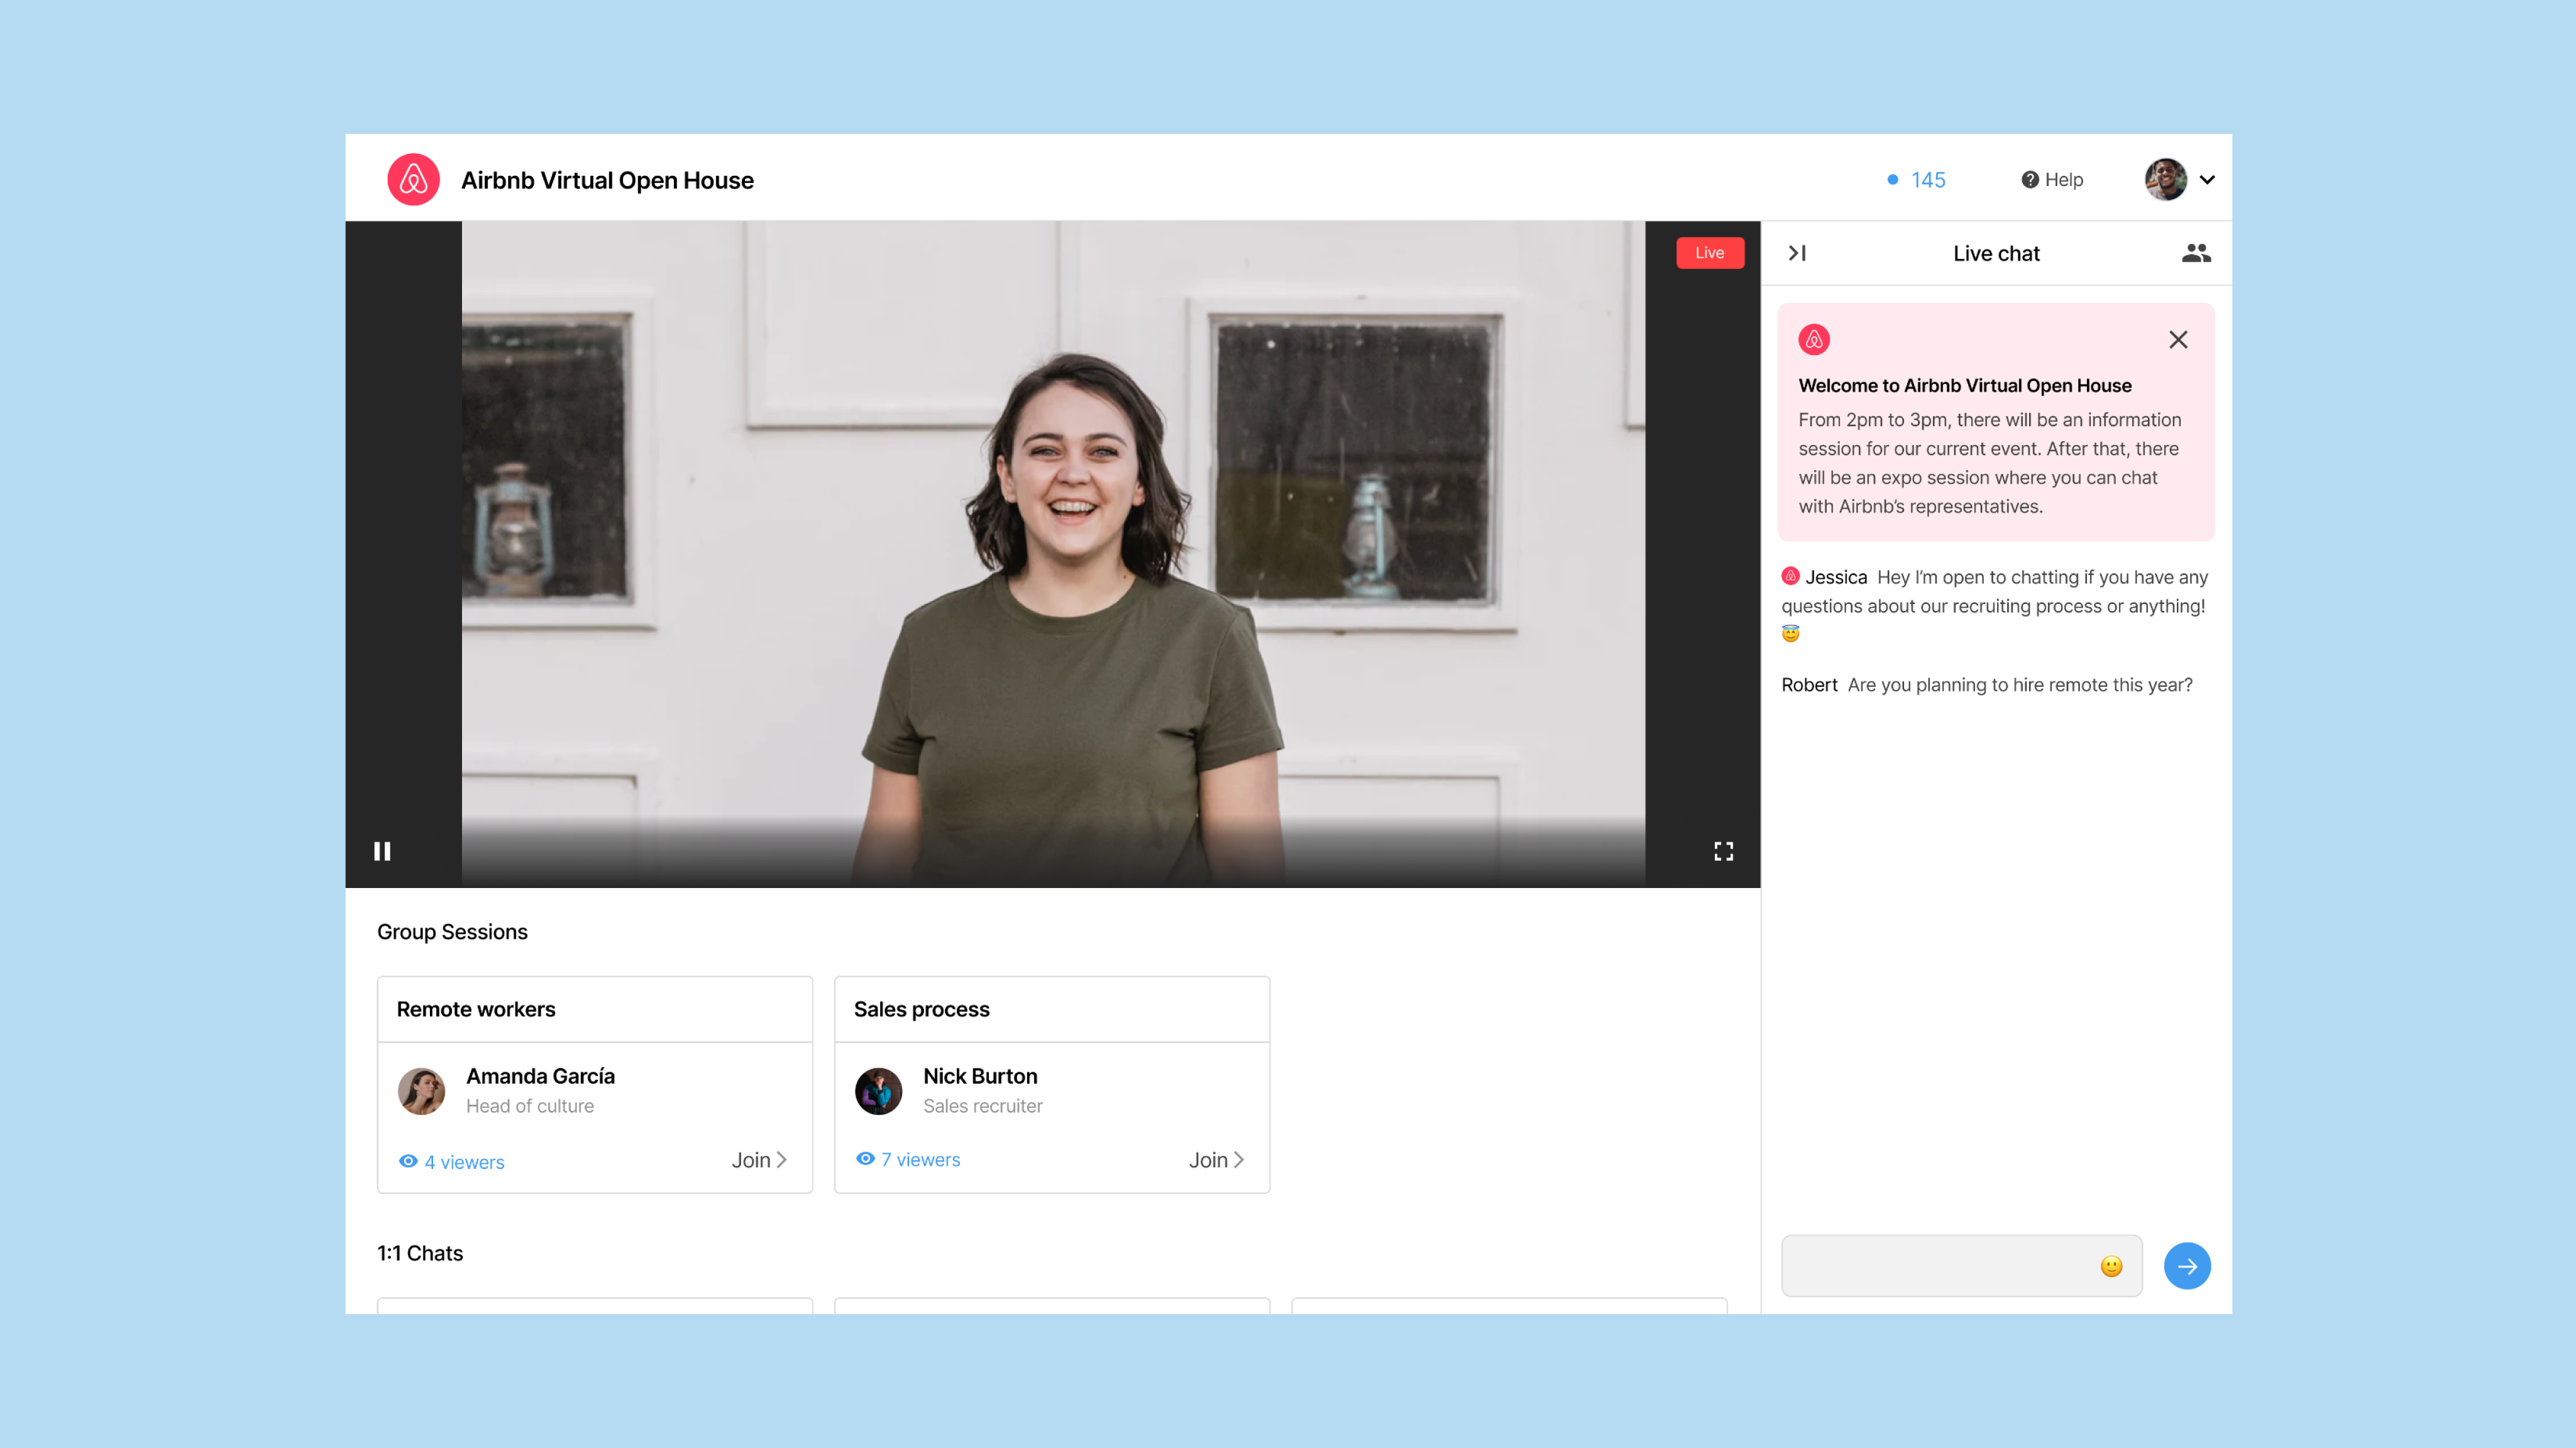 Airbnb Virtual Open House
145
Help
Live
Live chat
Welcome to Airbnb Virtual Open House
From 2pm to 3pm, there will be an information
session for our current event. After that, there
will be an expo session where you can chat
with Airbnb’s representatives.
Jessica Hey I’m open to chatting if you have any
questions about our recruiting process or anything!
😇
Robert Are you planning to hire remote this year?
Group Sessions
Remote workers
Amanda García
Head of culture
4 viewers
Join
Sales process
Nick Burton
Sales recruiter
7 viewers
Join
1:1 Chats